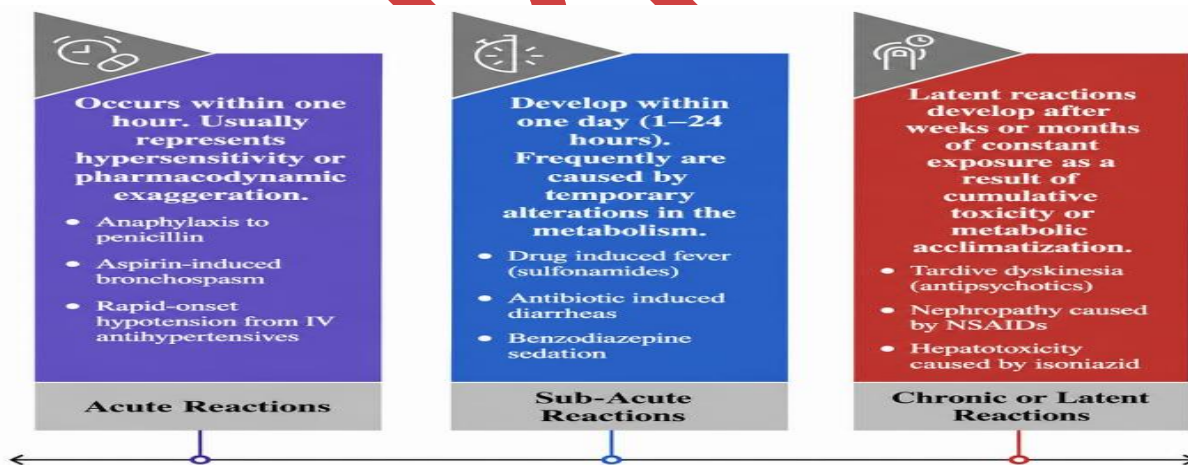 Occurs within one
hour. Usually
represents
hypersensitivity or
pharmacodynamic
exaggeration.
• Anaphylaxis to
penicillin
• Aspirin-induced
bronchospasm
• Rapid-onset
hypotension from IV
antihypertensives
Acute Reactions
Develop within
one day (1–24
hours).
Frequently are
caused by
temporary
alterations in the
metabolism.
• Drug induced fever
(sulfonamides)
• Antibiotic induced
diarrheas
• Benzodiazepine
sedation
Sub-Acute
Reactions
Latent reactions
develop after
weeks or months
of constant
exposure as a
result of
cumulative
toxicity or
metabolic
acclimatization.
• Tardive dyskinesia
(antipsychotics)
• Nephropathy caused
by NSAIDs
• Hepatotoxicity
caused by isoniazid
Chronic or Latent
Reactions